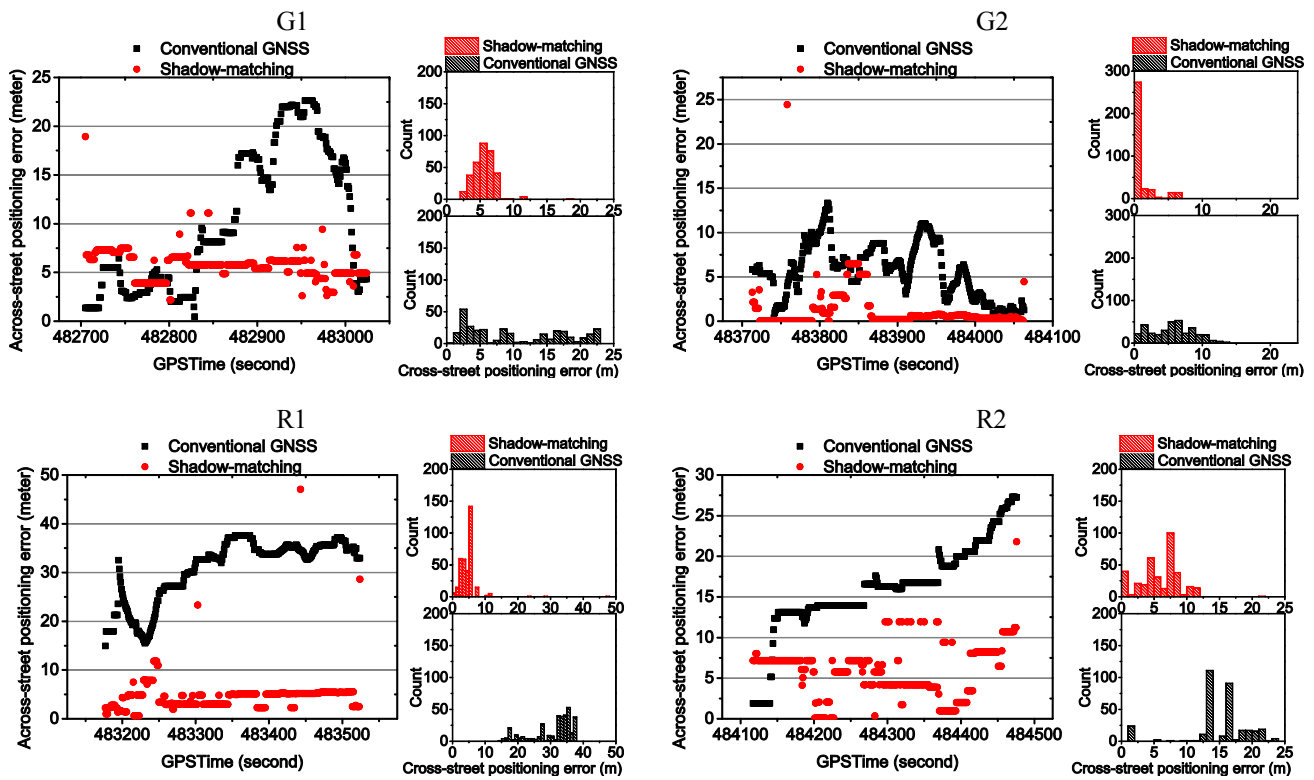 G1
Conventional GNSS
Shadow-matching
Across-street positioning error (meter)
25
20
15
10
5
0
482700 482800 482900 483000
GPSTime (second)
Shadow-matching
Conventional GNSS
Count
200
150
100
50
0
0 5 10 15 20 25
Count
200
150
100
50
0
0 5 10 15 20 25
Cross-street positioning error (m)
G2
Conventional GNSS
Shadow-matching
Across-street positioning error (meter)
25
20
15
10
5
0
483700 483800 483900 484000 484100
GPSTime (second)
Shadow-matching
Conventional GNSS
Count
300
200
100
0
0 10 20
Count
300
200
100
0
0 10 20
Cross-street positioning error (m)
R1
Conventional GNSS
Shadow-matching
Across-street positioning error (meter)
50
40
30
20
10
0
483200 483300 483400 483500
GPSTime (second)
Shadow-matching
Conventional GNSS
Count
200
150
100
50
0
0 10 20 30 40 50
Count
200
150
100
50
0
0 10 20 30 40 50
Cross-street positioning error (m)
R2
Conventional GNSS
Shadow-matching
Across-street positioning error (meter)
30
25
20
15
10
5
0
484100 484200 484300 484400 484500
GPSTime (second)
Shadow-matching
Conventional GNSS
Count
200
150
100
50
0
0 5 10 15 20 25
Count
200
150
100
50
0
0 5 10 15 20 25
Cross-street positioning error (m)